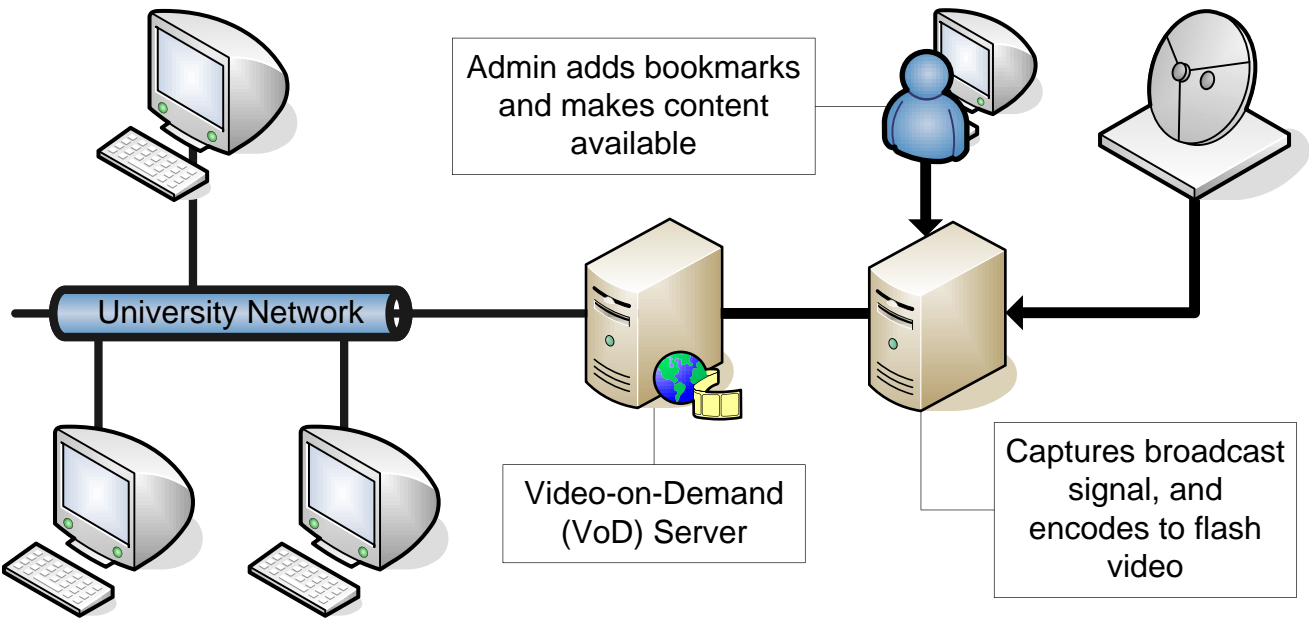 Admin adds bookmarks
and makes content
available
University Network
Video-on-Demand
(VoD) Server
Captures broadcast
signal, and
encodes to flash
video